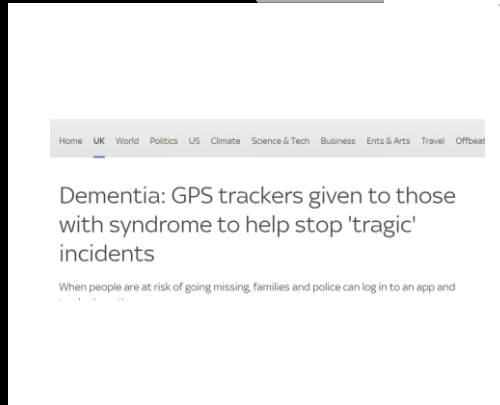 Home UK World Politics US Climate Science & Tech Business Ents & Arts Travel Offbeat
Dementia: GPS trackers given to those
with syndrome to help stop 'tragic'
incidents
When people are at risk of going missing, families and police can log in to an app and